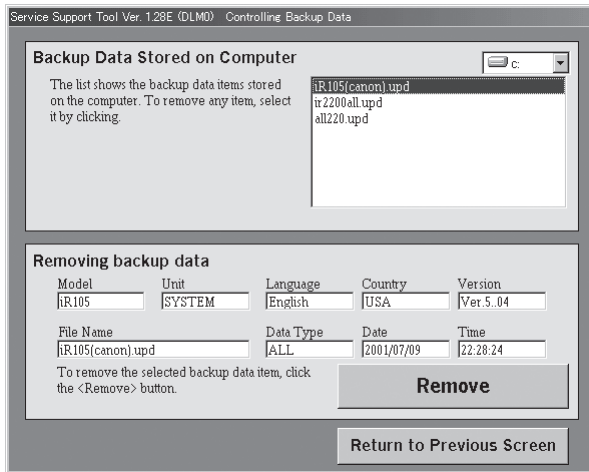 Service Support Tool Ver. 1.28E (DLM0) Controlling Backup Data
Backup Data Stored on Computer
C:
The list shows the backup data items stored
on the computer. To remove any item, select
it by clicking.
iR105(canon).upd
ir2200all.upd
all220.upd
Removing backup data
Model Unit Language Country Version
iR105 SYSTEM English USA Ver.5..04
File Name Data Type Date Time
iR105(canon).upd ALL 2001/07/09 22:28:24
To remove the selected backup data item, click
the <Remove> button.
Remove
Return to Previous Screen